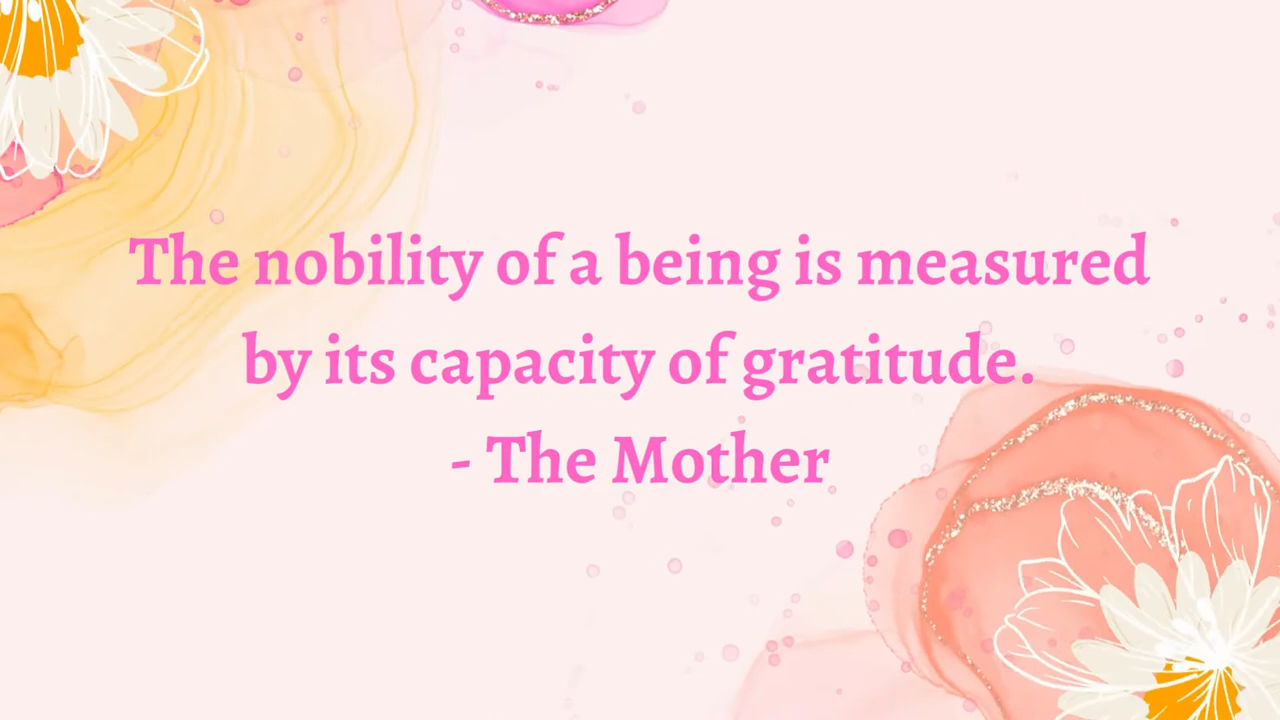 The nobility of a being is measured
by its capacity of gratitude.
- The Mother